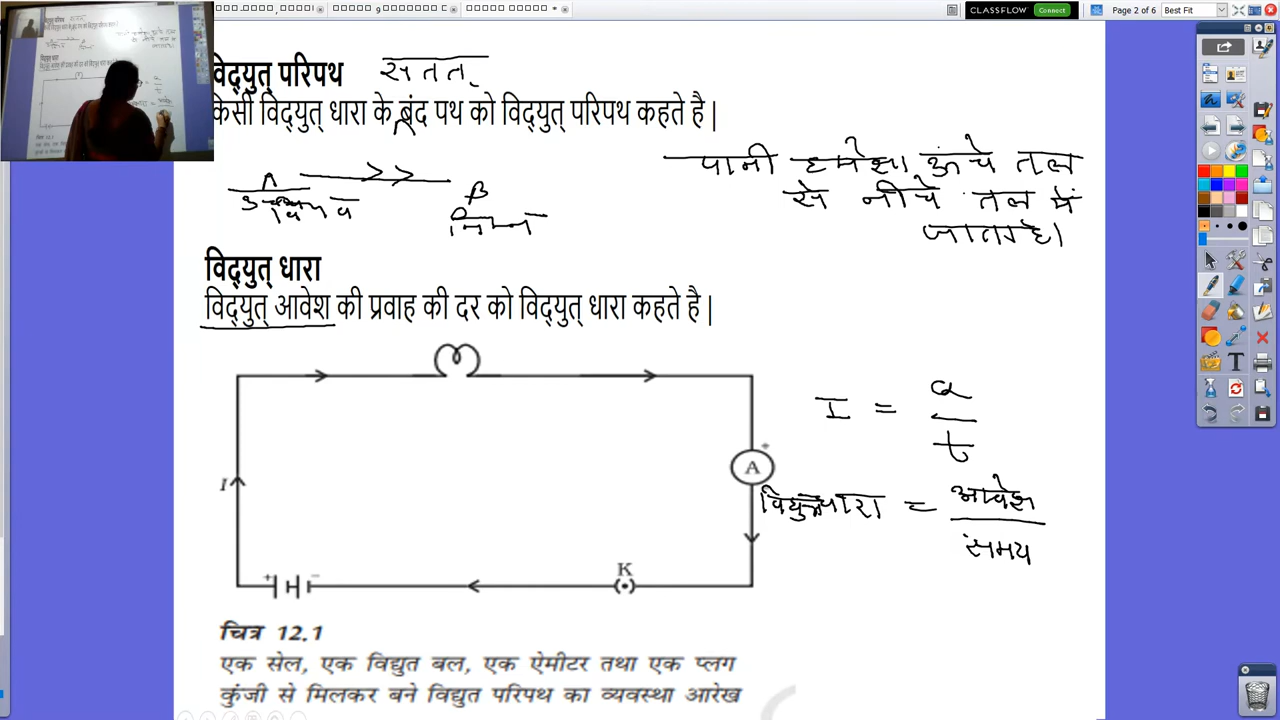 CLASSFLOW Connect Page 2 of 6 Best Fit
विद्युत् परिपथ सतत
किसी विद्युत् धारा के बंद पथ को विद्युत् परिपथ कहते है |
पानी हमेशा ऊंचे तल
से नीचे तल में
जाता है।
A
B
विभव
विद्युत् धारा
विद्युत् आवेश की प्रवाह की दर को विद्युत् धारा कहते है |
I = Q
t
विद्युतधारा = आवेश
समय
I
A
+
K
+ −
चित्र 12.1
एक सेल, एक विद्युत बल, एक ऐमीटर तथा एक प्लग
कुंजी से मिलकर बने विद्युत परिपथ का व्यवस्था आरेख